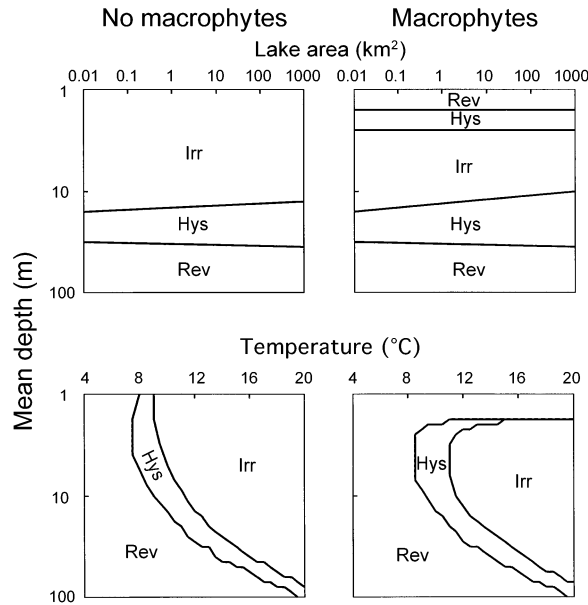 No macrophytes Macrophytes
Lake area (km²)
0.01 0.1 1 10 100 1000 0.01 0.1 1 10 100 1000
1
Rev
Hys
Irr Irr
10
Hys Hys
Rev Rev
100
Mean depth (m)
Temperature (°C)
4 8 12 16 20 4 8 12 16 20
1
Hys Irr Hys Irr
10
Rev Rev
100